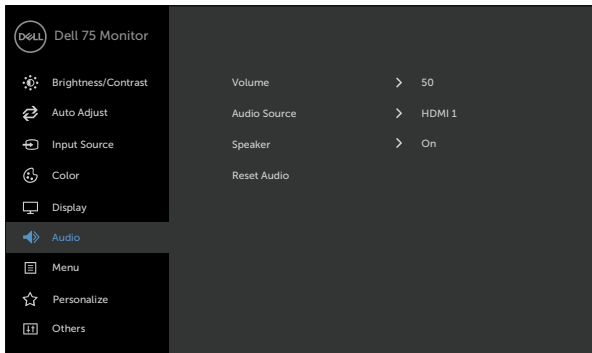 DELL Dell 75 Monitor
Brightness/Contrast
Auto Adjust
Input Source
Color
Display
Audio
Menu
Personalize
Others
Volume 50
Audio Source HDMI 1
Speaker On
Reset Audio